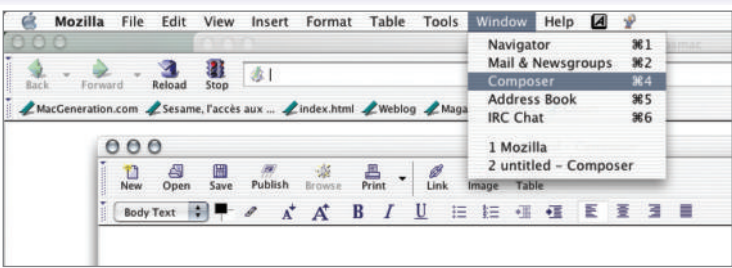 Mozilla File Edit View Insert Format Table Tools Window Help
Navigator ⌘1
Mail & Newsgroups ⌘2
Composer ⌘4
Address Book ⌘5
IRC Chat ⌘6
1 Mozilla
2 untitled – Composer
Back Forward Reload Stop
MacGeneration.com Sesame, l'accès aux ... index.html Weblog Maga
New Open Save Publish Browse Print Link Image Table
Body Text A A B I U